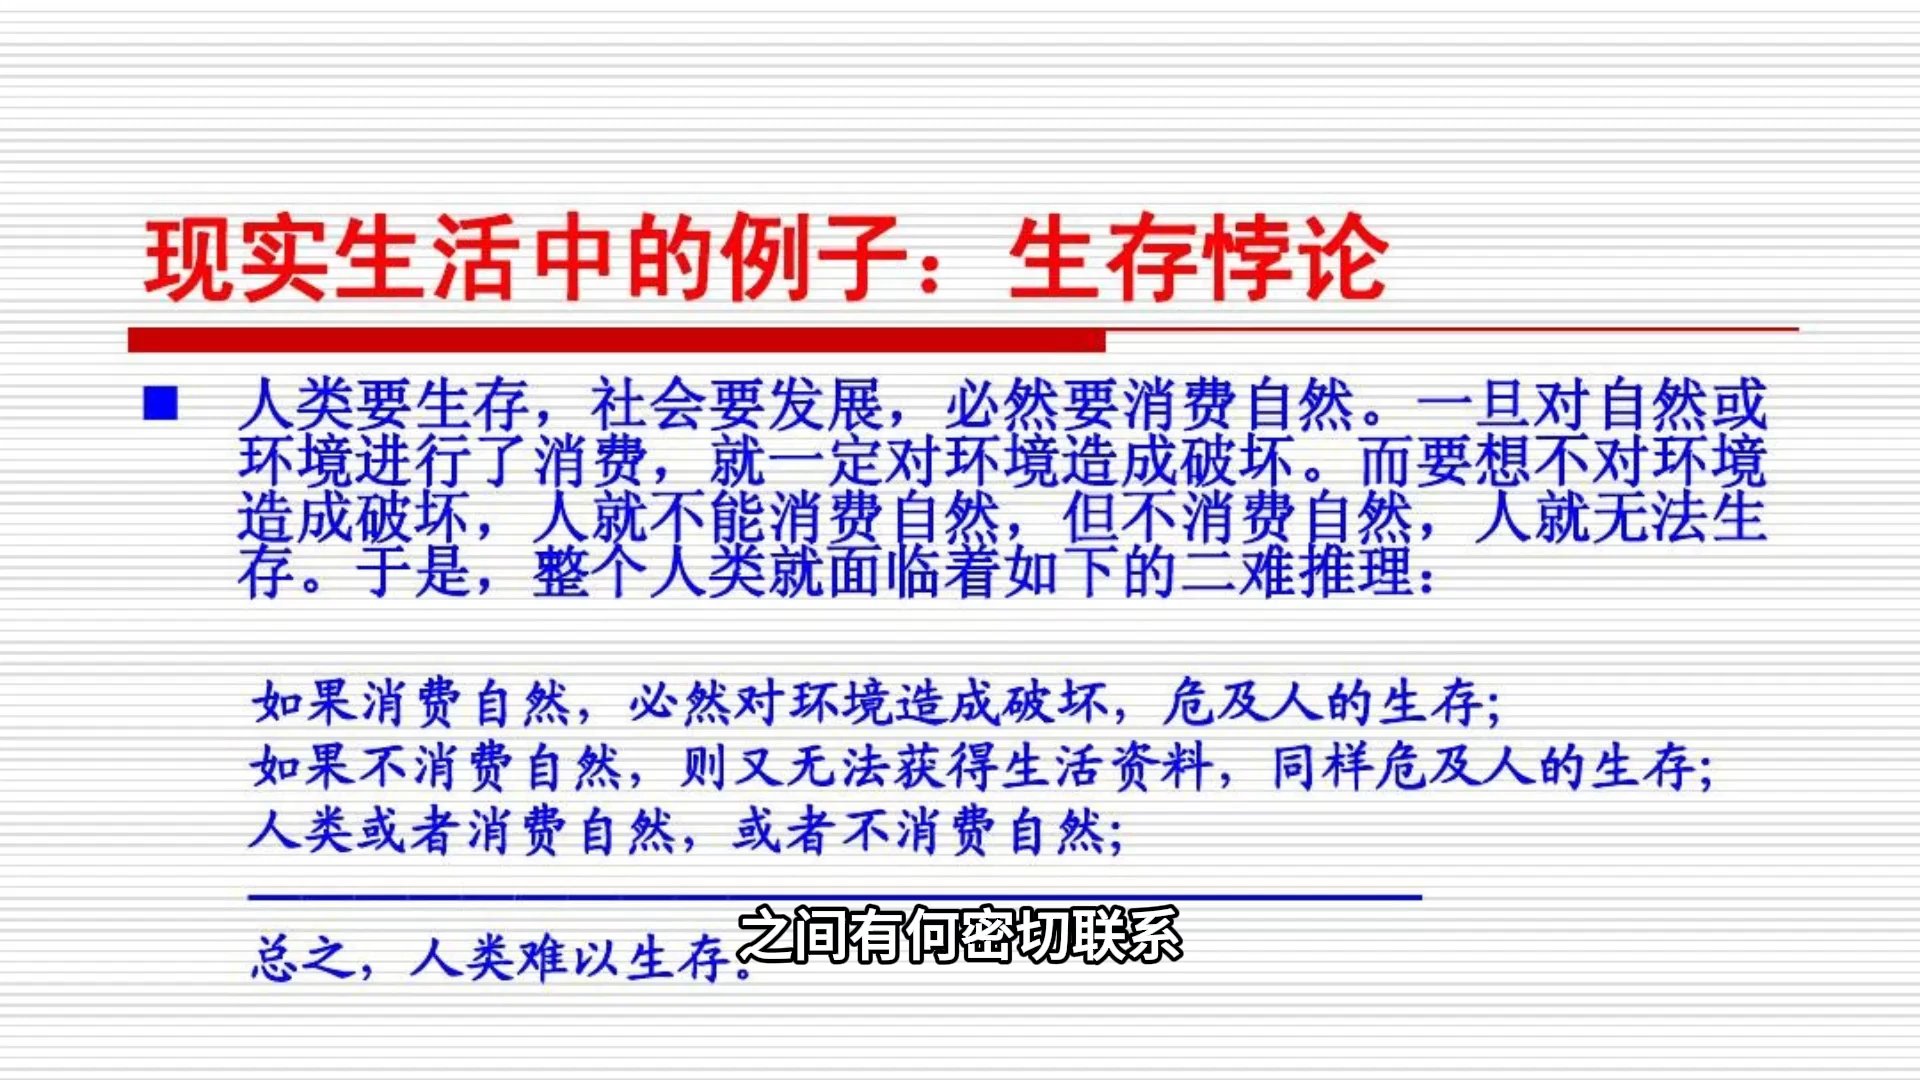 现实生活中的例子：生存悖论
人类要生存，社会要发展，必然要消费自然。一旦对自然或
环境进行了消费，就一定对环境造成破坏。而要想不对环境
造成破坏，人就不能消费自然，但不消费自然，人就无法生
存。于是，整个人类就面临着如下的二难推理：
如果消费自然，必然对环境造成破坏，危及人的生存；
如果不消费自然，则又无法获得生活资料，同样危及人的生存；
人类或者消费自然，或者不消费自然；
总之，人类难以生存。
之间有何密切联系